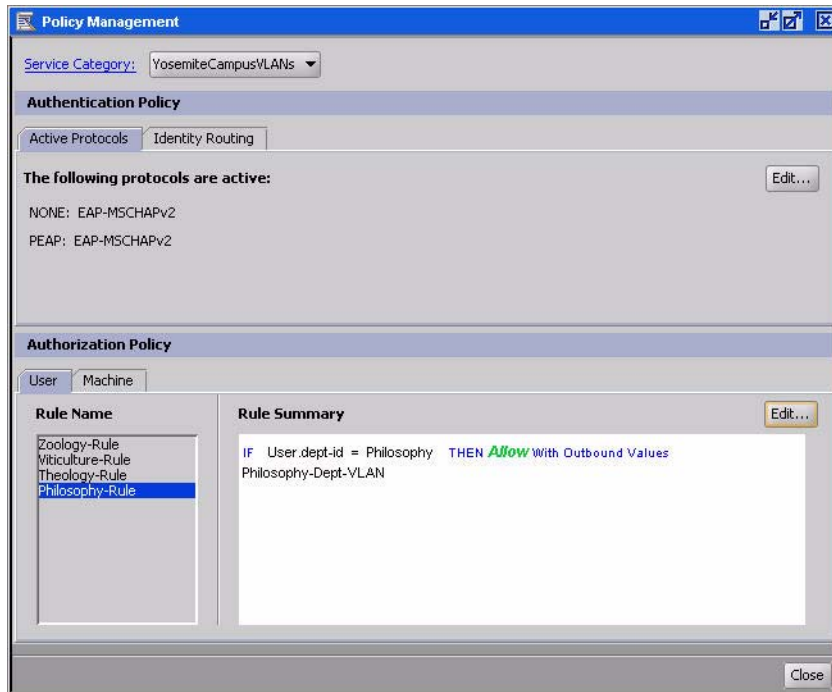 Policy Management
Service Category: YosemiteCampusVLANs
Authentication Policy
Active Protocols Identity Routing
The following protocols are active: Edit...
NONE: EAP-MSCHAPv2
PEAP: EAP-MSCHAPv2
Authorization Policy
User Machine
Rule Name
Zoology-Rule
Viticulture-Rule
Theology-Rule
Philosophy-Rule
Rule Summary Edit...
IF User.dept-id = Philosophy THEN Allow With Outbound Values
Philosophy-Dept-VLAN
Close